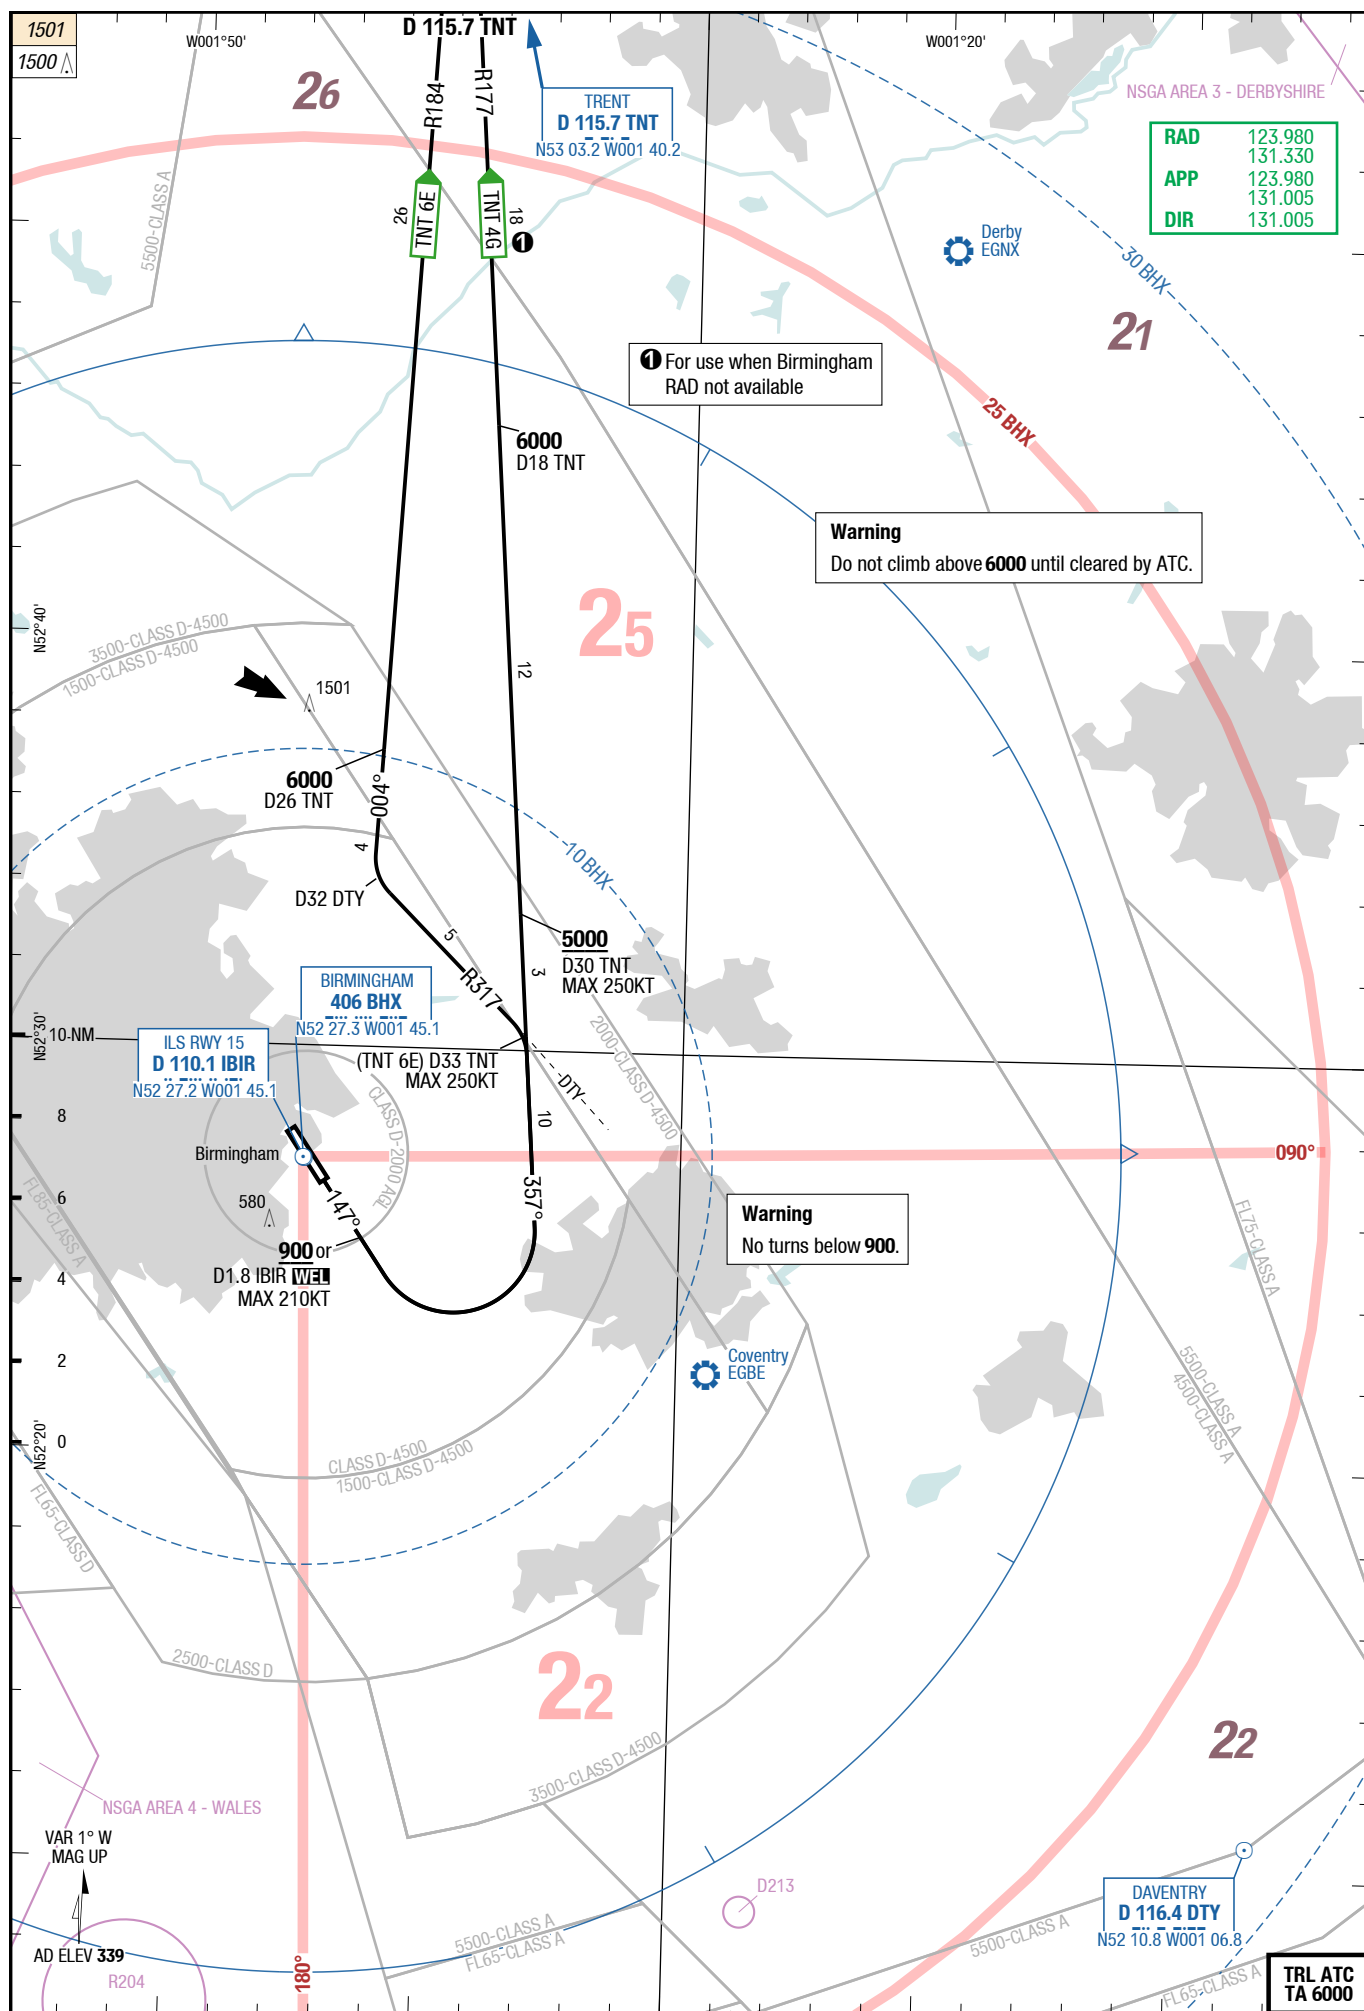 1501
1500
W001°50'
D 115.7 TNT
W001°20'
26
R184
R177
TRENT
D 115.7 TNT
N53 03.2 W001 40.2
NSGA AREA 3 - DERBYSHIRE
RAD 123.980
131.330
APP 123.980
131.005
DIR 131.005
5500-CLASS A
26
TNT 6E
TNT 4G
18
1
Derby
EGNX
30 BHX
21
1 For use when Birmingham
RAD not available
25 BHX
6000
D18 TNT
Warning
Do not climb above 6000 until cleared by ATC.
N52°40'
25
3500-CLASS D-4500
1500-CLASS D-4500
12
1501
6000
D26 TNT
004°
4
10 BHX
D32 DTY
5
5000
D30 TNT
MAX 250KT
3
R317
BIRMINGHAM
406 BHX
N52 27.3 W001 45.1
N52°30'
10 NM
ILS RWY 15
D 110.1 IBIR
N52 27.2 W001 45.1
(TNT 6E) D33 TNT
MAX 250KT
2000-CLASS D-4500
DTY
CLASS D-2000 AGL
10
8
Birmingham
090°
6
FL85-CLASS A
580
147°
357°
FL75-CLASS A
Warning
No turns below 900.
900 or
D1.8 IBIR WEL
MAX 210KT
4
2
Coventry
EGBE
5500-CLASS A
4500-CLASS A
N52°20'
0
CLASS D-4500
1500-CLASS D-4500
FL65-CLASS D
2500-CLASS D
22
22
3500-CLASS D-4500
NSGA AREA 4 - WALES
VAR 1° W
MAG UP
D213
DAVENTRY
D 116.4 DTY
N52 10.8 W001 06.8
AD ELEV 339
5500-CLASS A
FL65-CLASS A
5500-CLASS A
R204
180°
FL65-CLASS A
TRL ATC
TA 6000